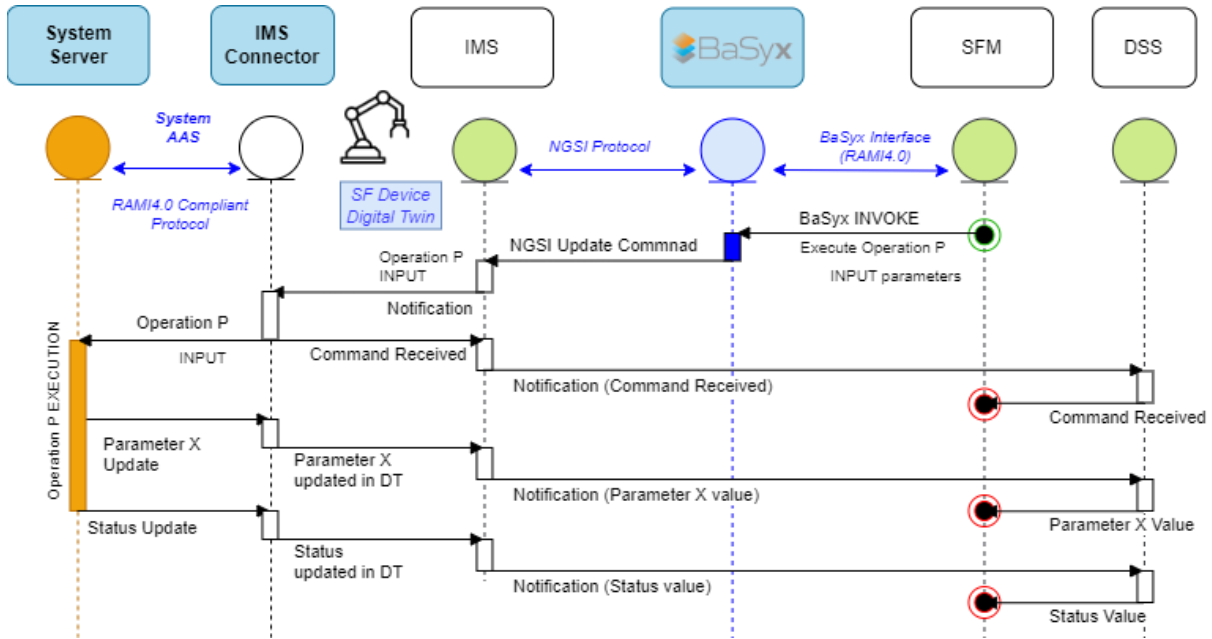 System
Server
IMS
Connector
IMS
BaSyx
SFM
DSS
System
AAS
RAMI4.0 Compliant
Protocol
SF Device
Digital Twin
NGSI Protocol
BaSyx Interface
(RAMI4.0)
BaSyx INVOKE
Execute Operation P
INPUT parameters
NGSI Update Commnad
Operation P
INPUT
Notification
Operation P
INPUT
Command Received
Notification (Command Received)
Command Received
Operation P EXECUTION
Parameter X
Update
Parameter X
updated in DT
Notification (Parameter X value)
Parameter X Value
Status Update
Status
updated in DT
Notification (Status value)
Status Value